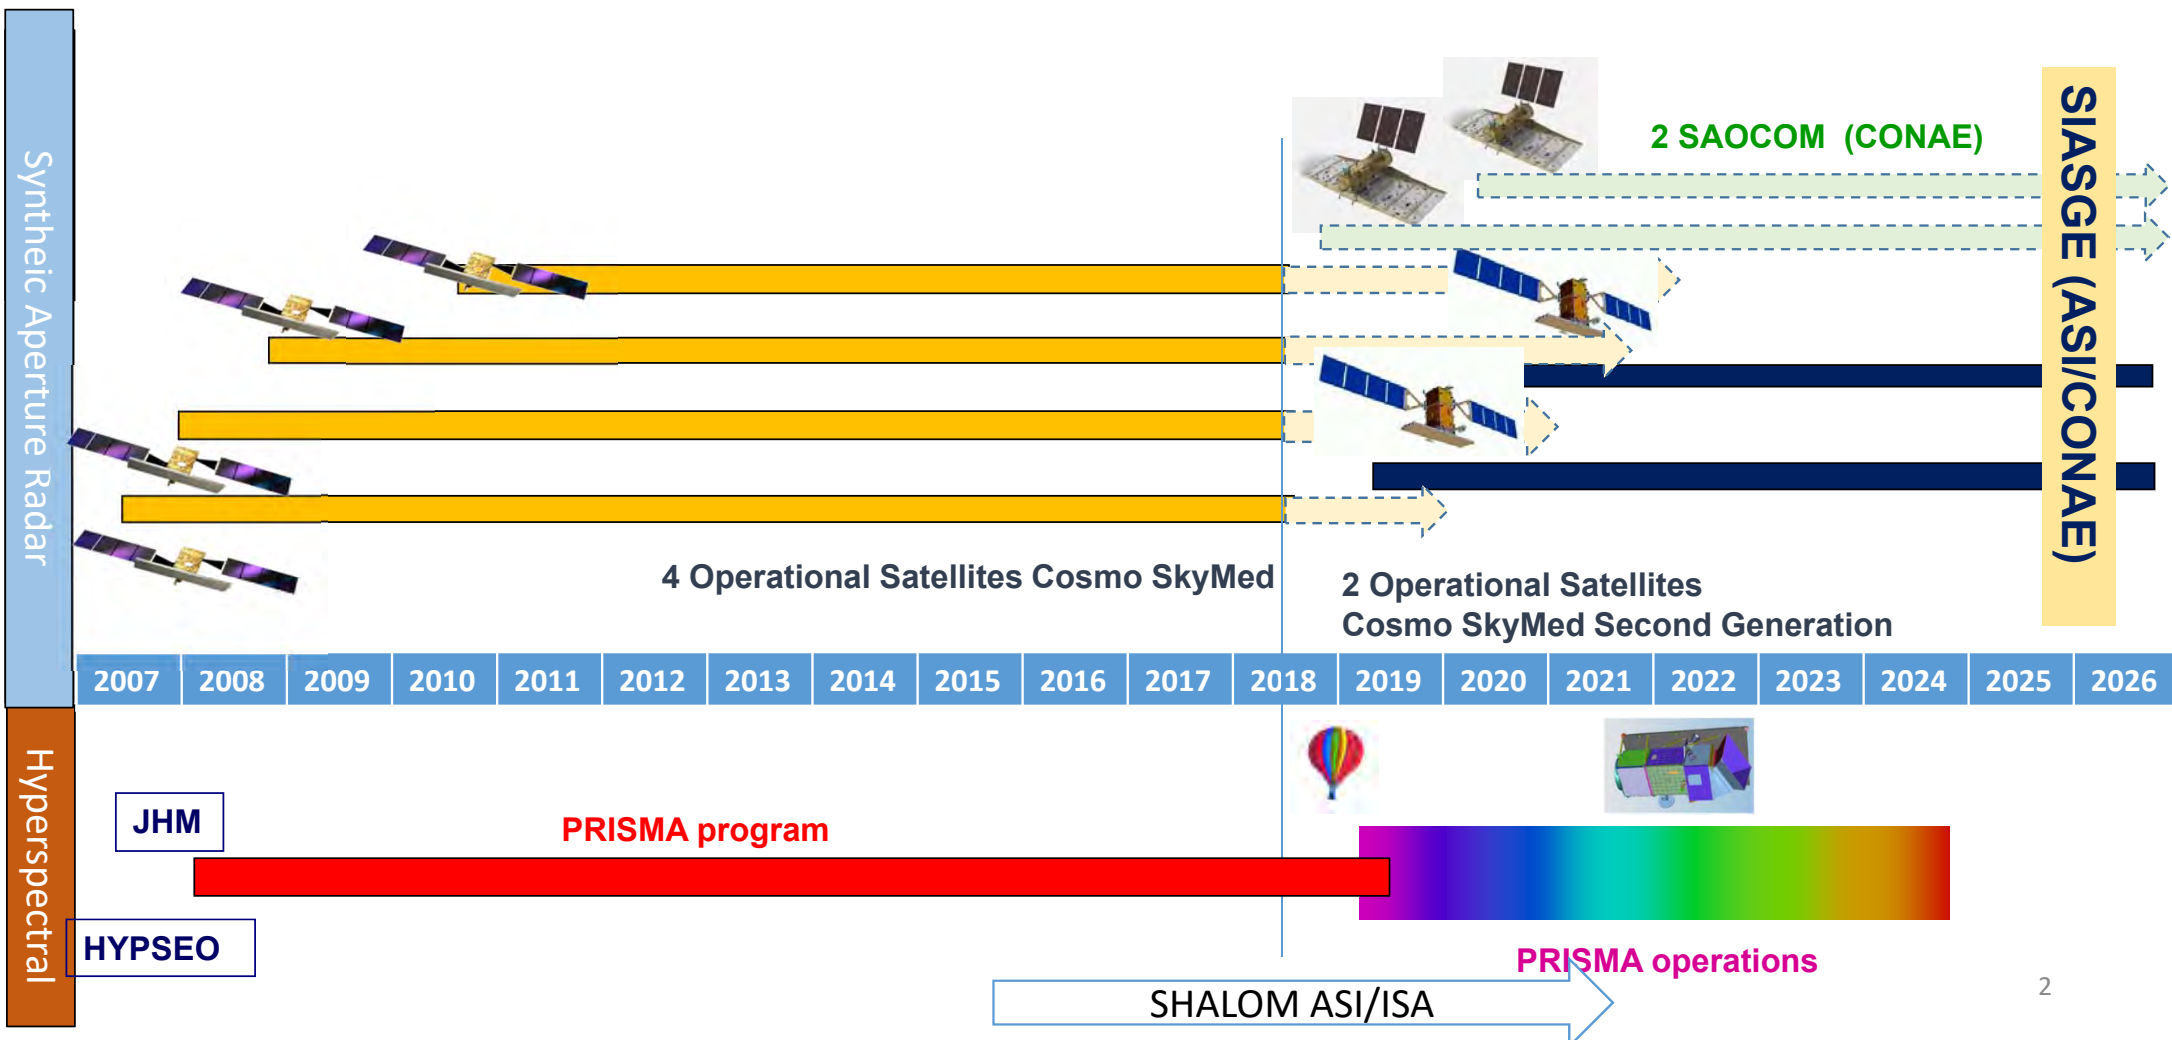 Syntheic Aperture Radar
2 SAOCOM (CONAE)
SIASGE (ASI/CONAE)
4 Operational Satellites Cosmo SkyMed
2 Operational Satellites
Cosmo SkyMed Second Generation
2007 2008 2009 2010 2011 2012 2013 2014 2015 2016 2017 2018 2019 2020 2021 2022 2023 2024 2025 2026
Hyperspectral
JHM
PRISMA program
HYPSEO
PRISMA operations
SHALOM ASI/ISA
2